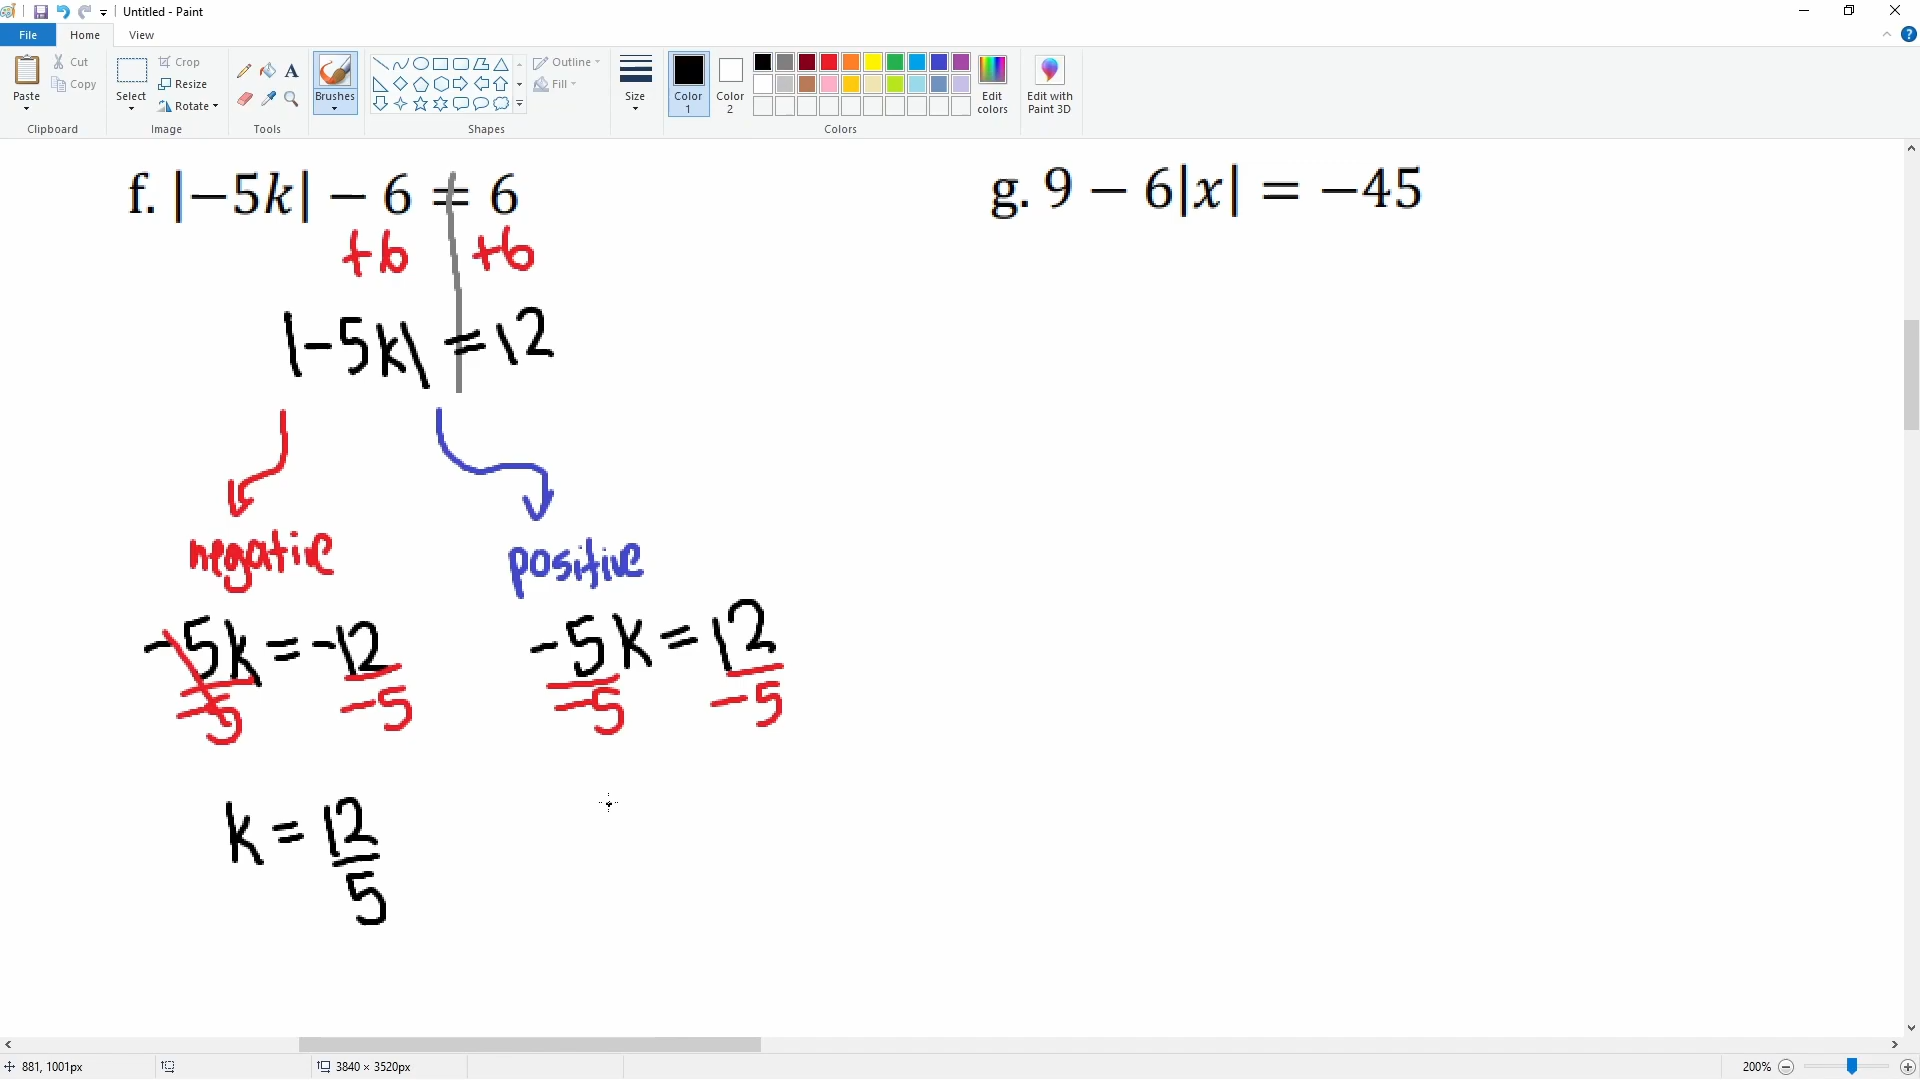 Untitled - Paint
File Home View
Paste
Cut
Copy
Clipboard
Select
Crop
Resize
Rotate
Image
A
Tools
Brushes
Shapes
Outline
Fill
Size
Color 1
Color 2
Colors
Edit colors
Edit with Paint 3D
?
f. |−5k| − 6 = 6
+6 +6
|-5k| = 12
negative
-5k = -12
-5 -5
k = 12
5
positive
-5k = 12
-5 -5
g. 9 − 6|x| = −45
881, 1001px
3840 × 3520px
200%